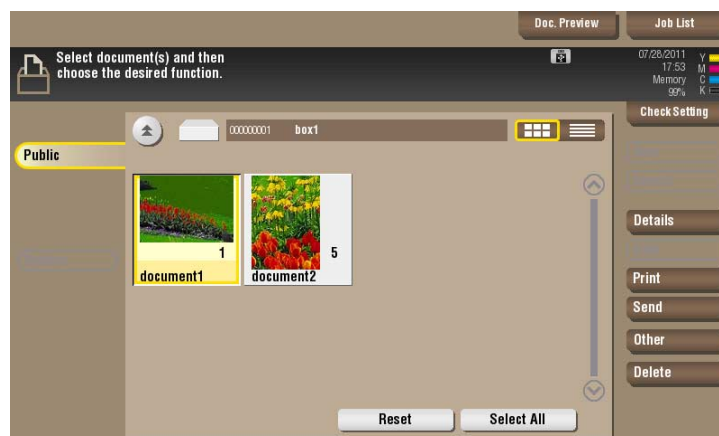 Doc. Preview
Job List
Select document(s) and then
choose the desired function.
07/28/2011
17:53
Memory
99%
Y
M
C
K
Check Setting
00000001 box1
Public
1
document1
5
document2
Details
Print
Send
Other
Delete
Reset
Select All